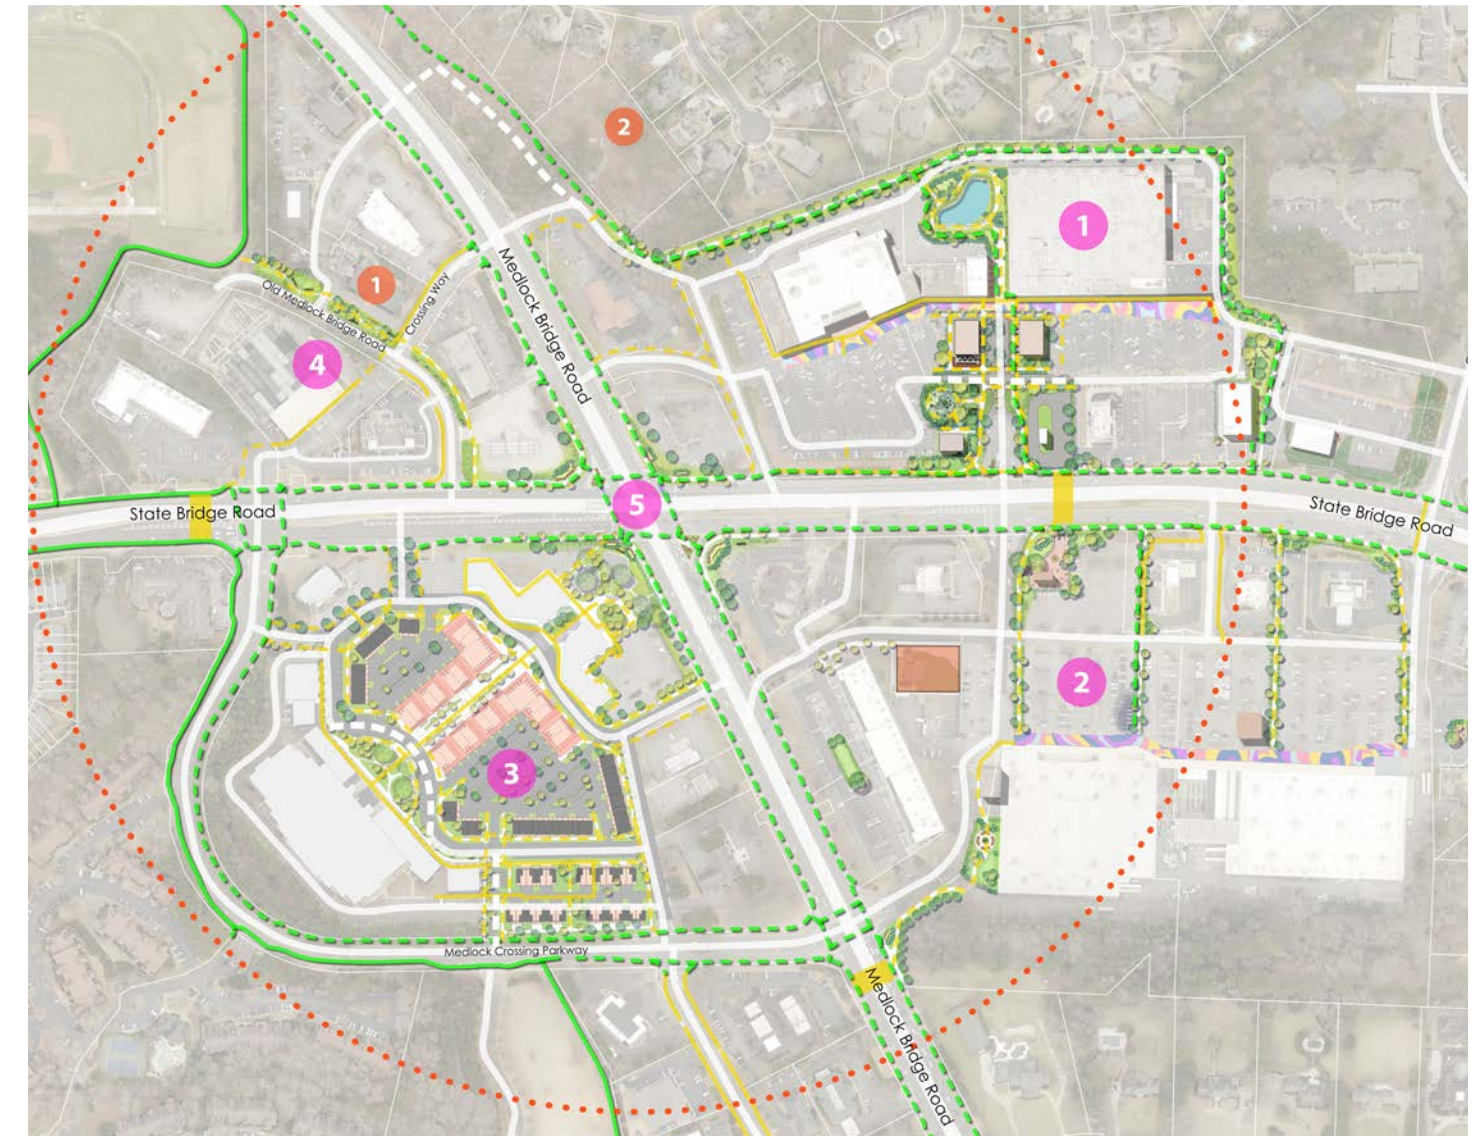 2
1
1
Medlock Bridge Road
Crossing Way
Old Medlock Bridge Road
4
5
State Bridge Road
State Bridge Road
2
3
Medlock Crossing Parkway
Medlock Bridge Road